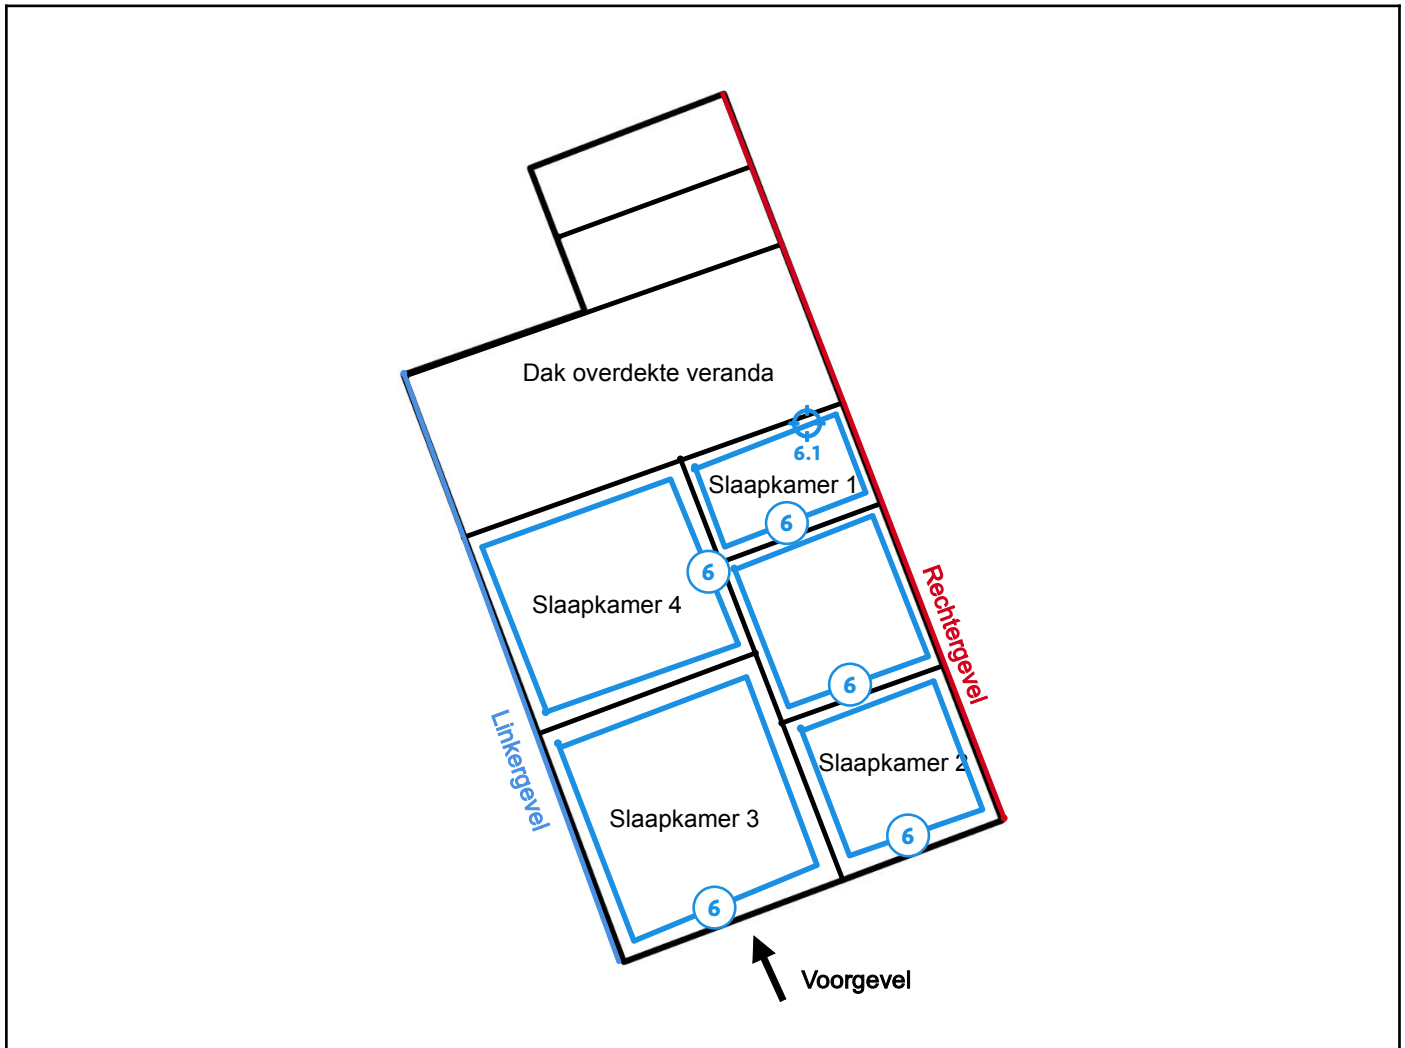 Dak overdekte veranda
6.1
Slaapkamer 1
6
6
Slaapkamer 4
Rechtergevel
6
Linkergevel
Slaapkamer 2
Slaapkamer 3
6
6
Voorgevel